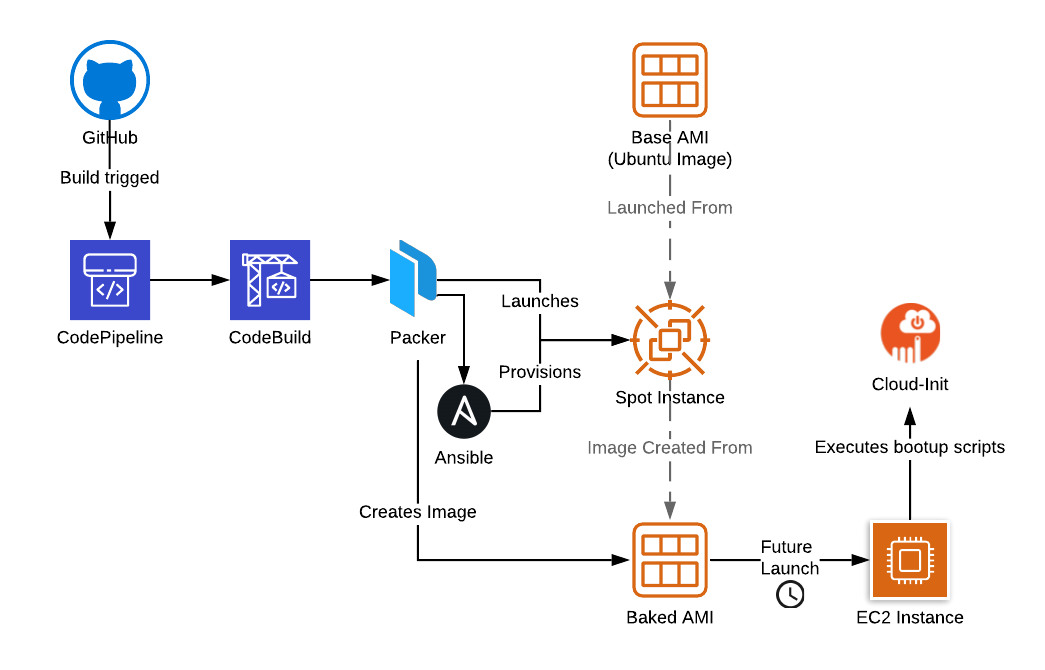 GitHub
Build trigged
CodePipeline
CodeBuild
Packer
Launches
Provisions
Ansible
Creates Image
Base AMI
(Ubuntu Image)
Launched From
Spot Instance
Image Created From
Baked AMI
Future
Launch
Cloud-Init
Executes bootup scripts
EC2 Instance